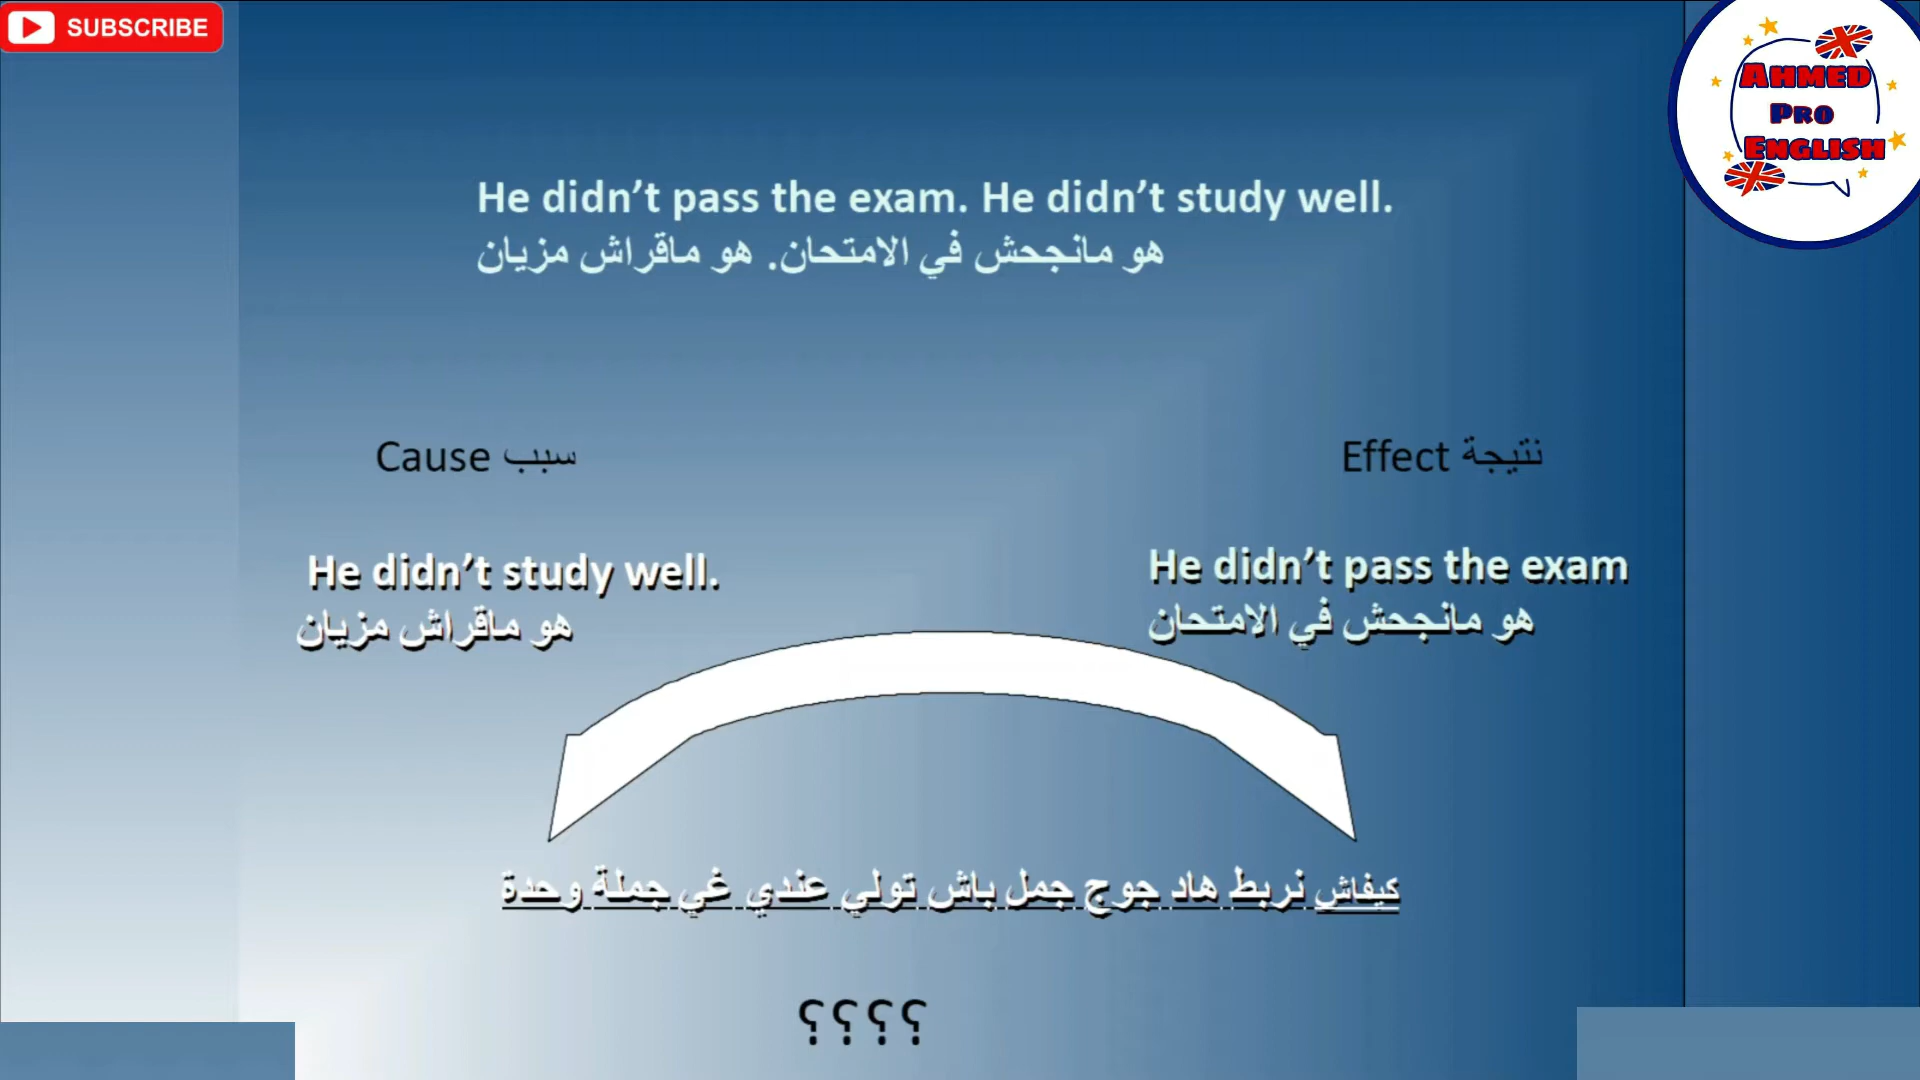 SUBSCRIBE
AHMED
PRO
ENGLISH
He didn’t pass the exam. He didn’t study well.
هو مانجحش في الامتحان. هو ماقراش مزيان
Cause سبب
Effect نتيجة
He didn’t study well.
هو ماقراش مزيان
He didn’t pass the exam
هو مانجحش في الامتحان
كيفاش نربط هاد جوج جمل باش تولي عندي غي جملة وحدة
؟؟؟؟